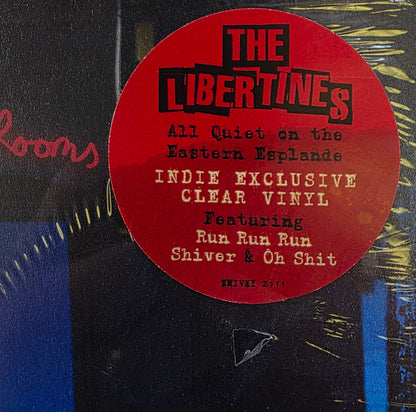 THE
LIBERTINES
All Quiet on the
Eastern Esplande
INDIE EXCLUSIVE
CLEAR VINYL
Featuring
Run Run Run
Shiver & Oh Shit
Rooms